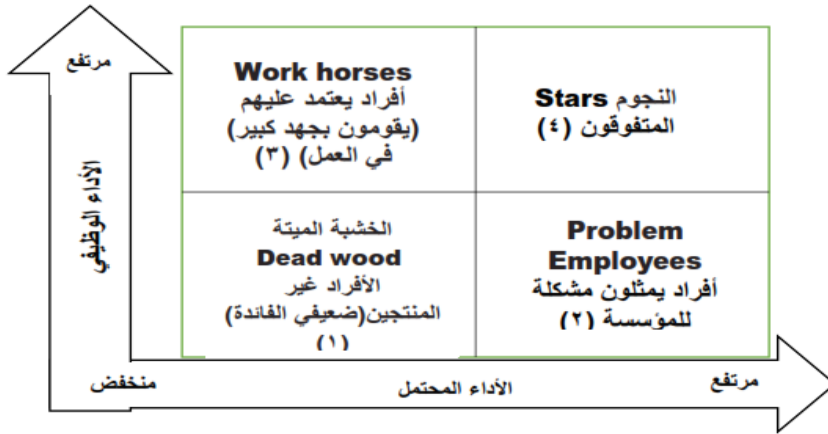 مرتفع
الأداء الوظيفي
Work horses
أفراد يعتمد عليهم
(يقومون بجهد كبير
في العمل) (٣)
النجوم Stars
المتفوقون (٤)
الخشبة الميتة
Dead wood
الأفراد غير
المنتجين(ضعيفي الفائدة)
(١)
Problem
Employees
أفراد يمثلون مشكلة
للمؤسسة (٢)
منخفض
الأداء المحتمل
مرتفع